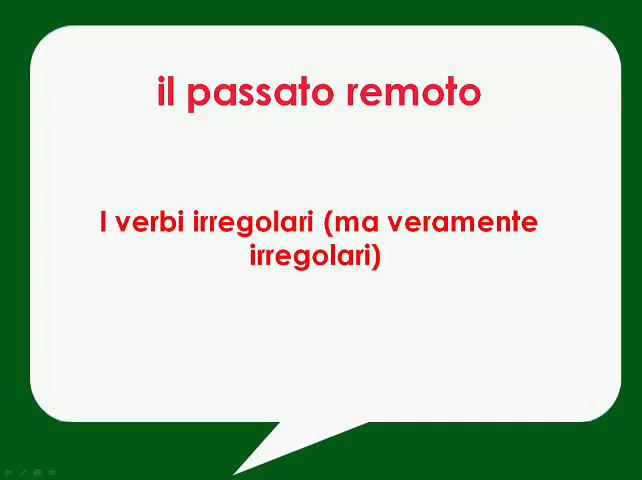 il passato remoto
I verbi irregolari (ma veramente
irregolari)